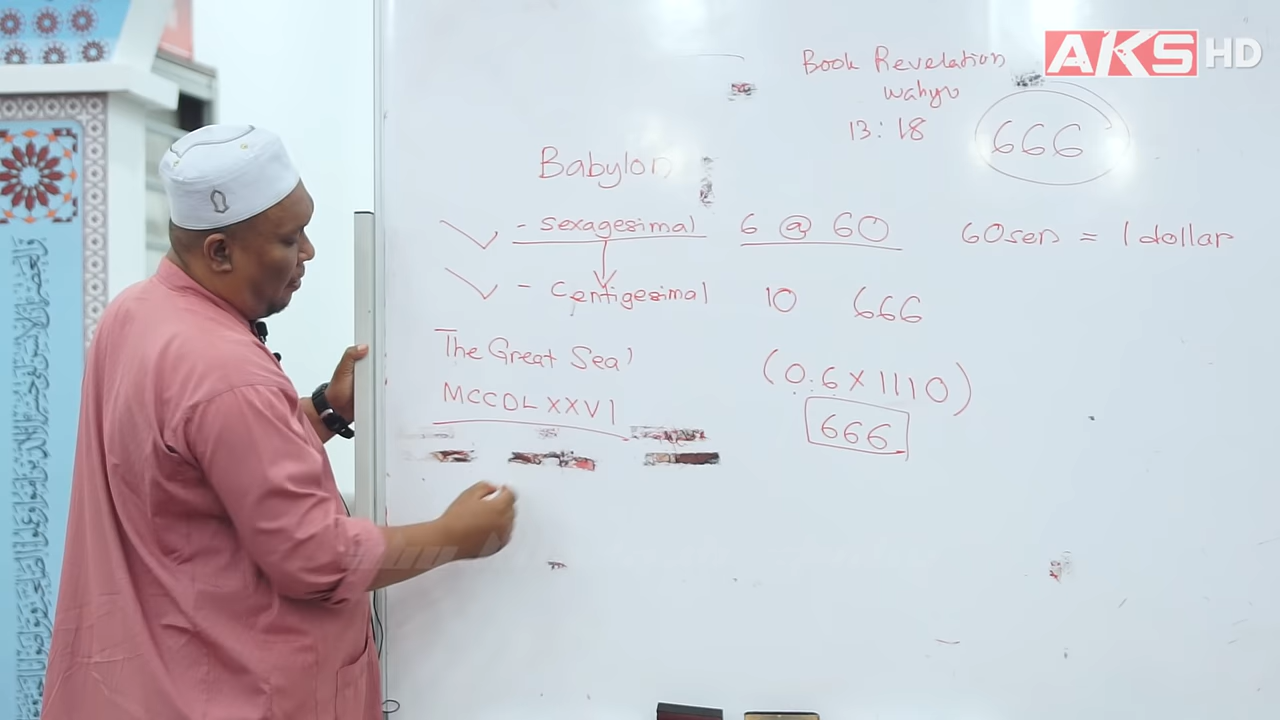 AKS HD
Book Revelation
wahyu
13:18
666
Babylon
- sexagesimal 6 @ 60 60sen = 1 dollar
- Centigesimal 10 666
The Great Sea'
MCCDLXXVI
(0.6 x 1110)
666